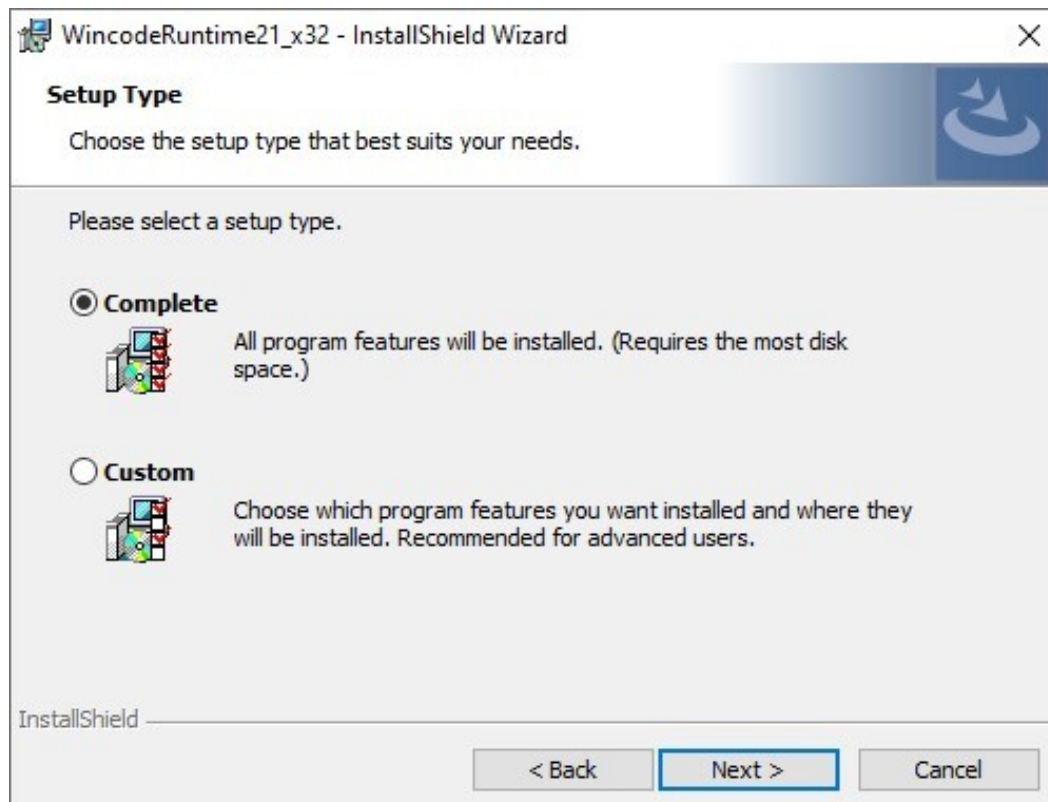 WincodeRuntime21_x32 - InstallShield Wizard
Setup Type
Choose the setup type that best suits your needs.
Please select a setup type.
Complete
All program features will be installed. (Requires the most disk
space.)
Custom
Choose which program features you want installed and where they
will be installed. Recommended for advanced users.
InstallShield
< Back
Next >
Cancel